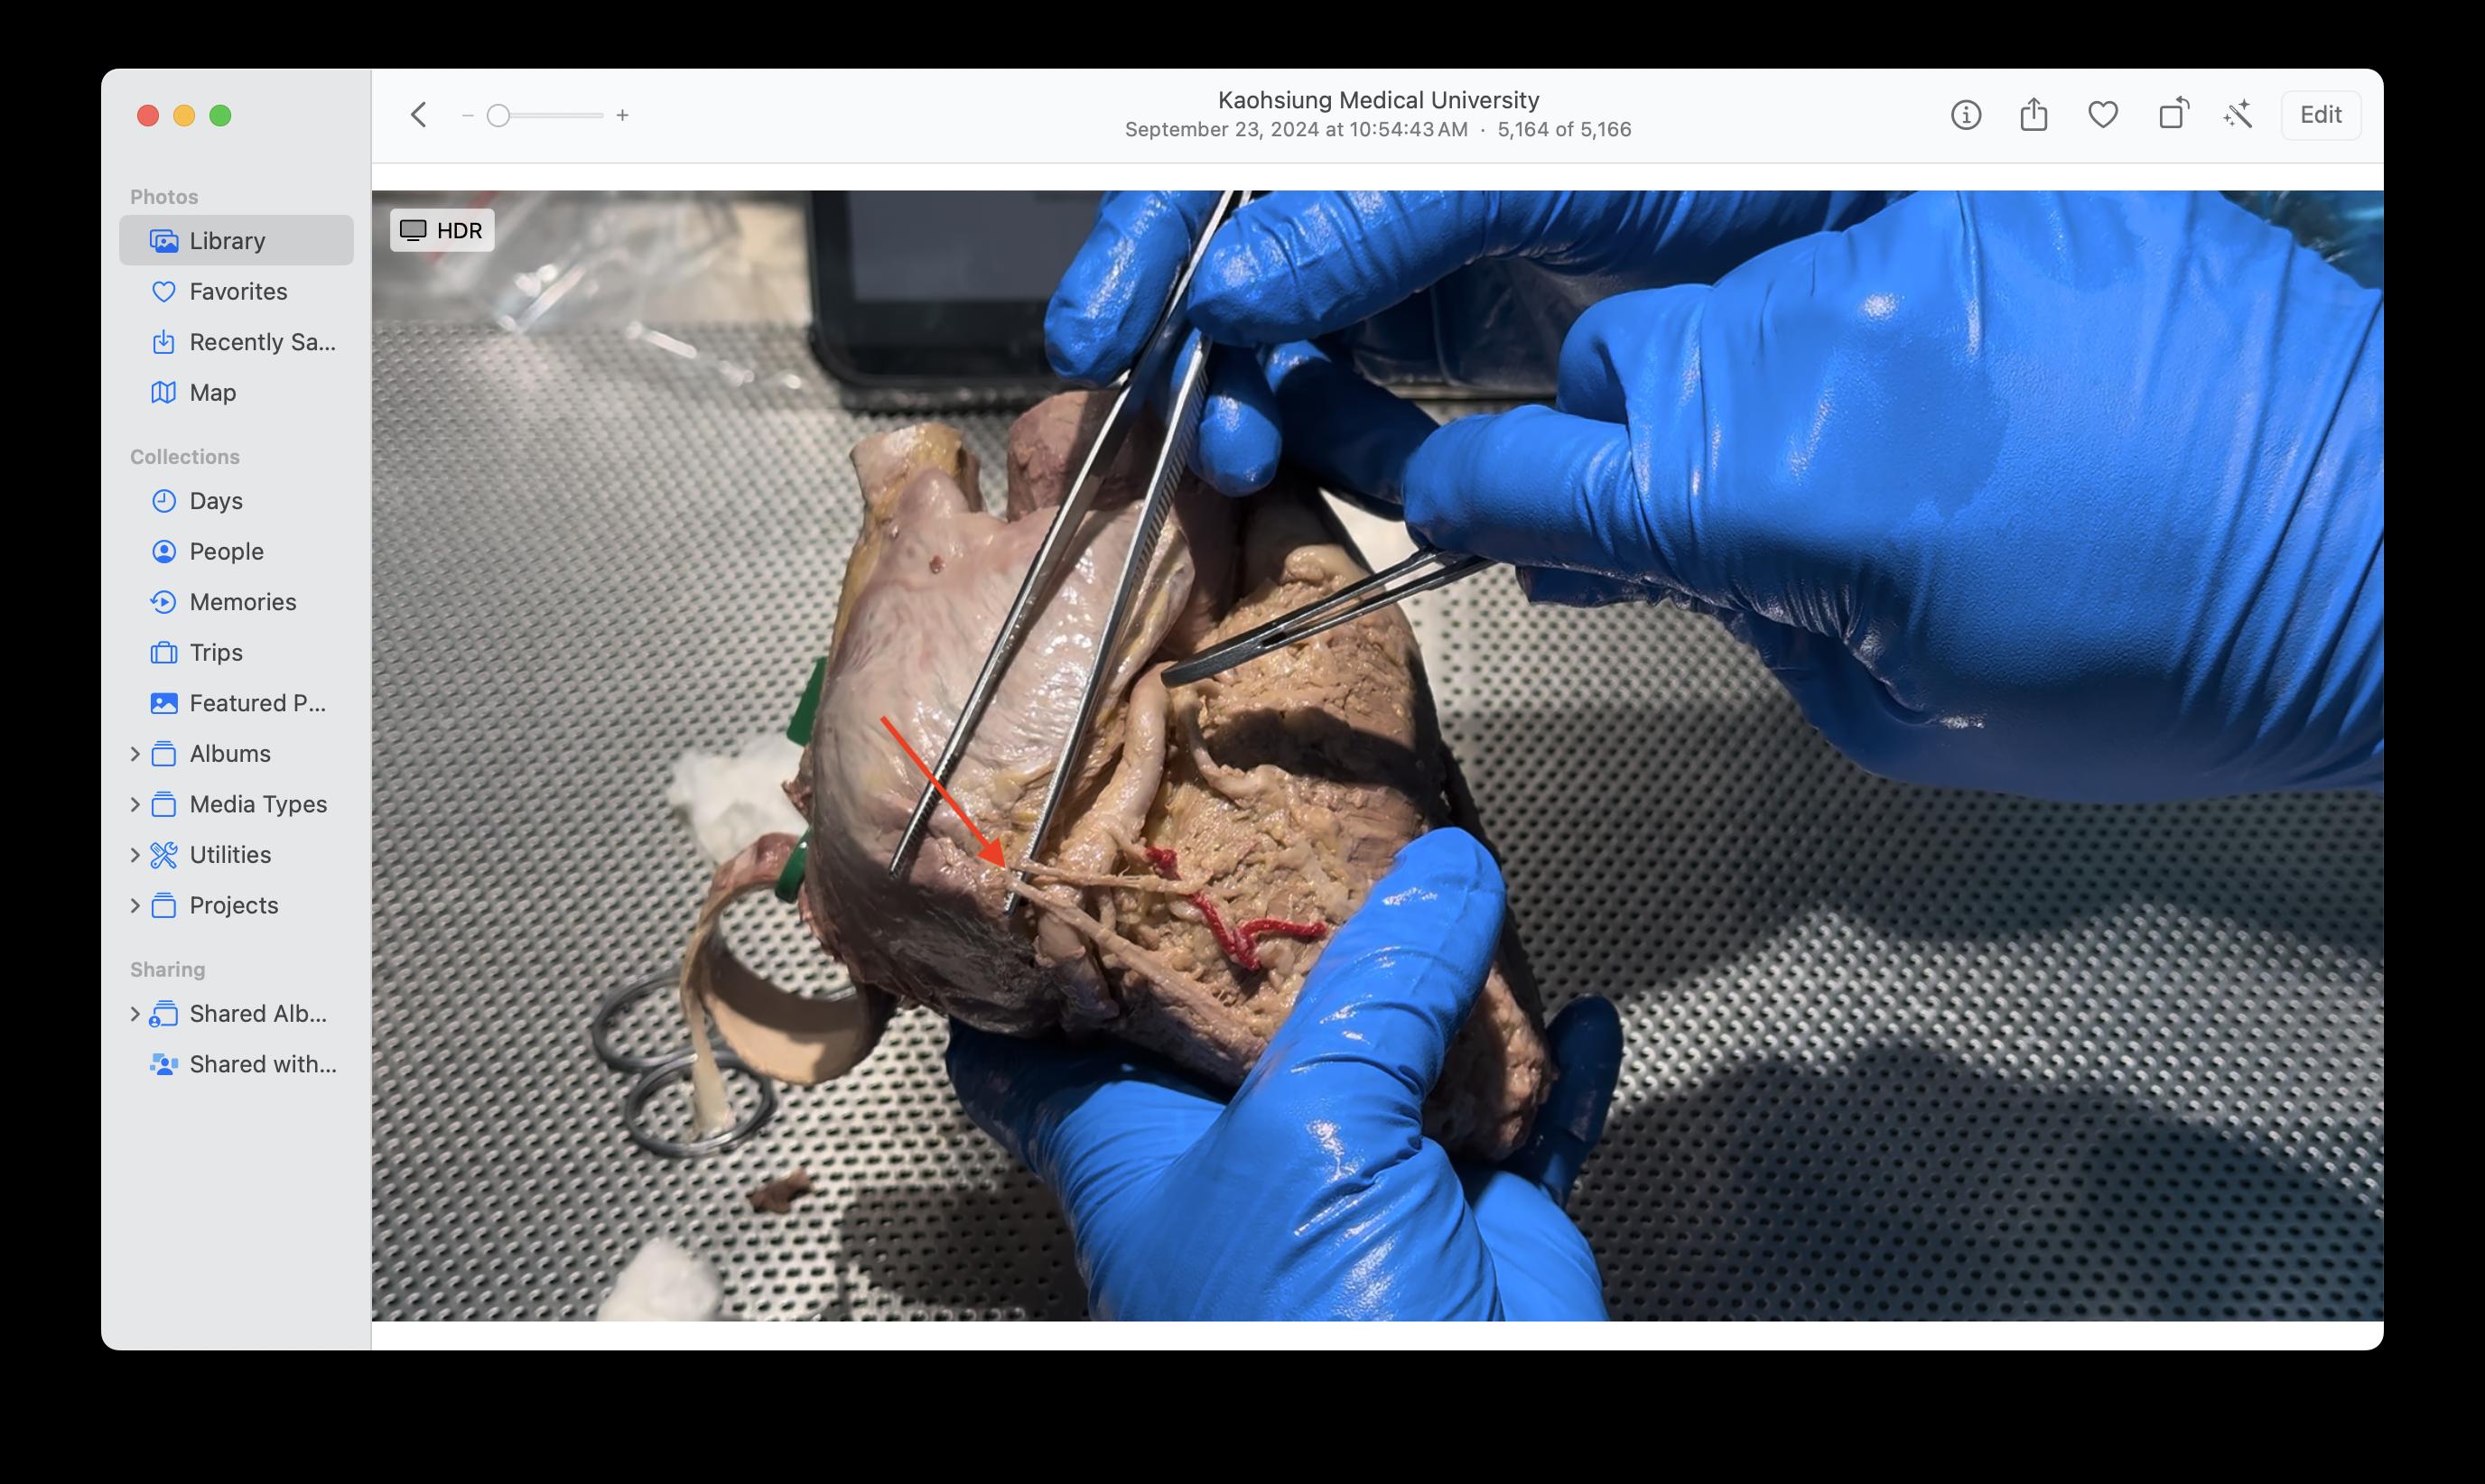 Kaohsiung Medical University
September 23, 2024 at 10:54:43 AM · 5,164 of 5,166
Edit
Photos
Library
Favorites
Recently Sa...
Map
Collections
Days
People
Memories
Trips
Featured P...
Albums
Media Types
Utilities
Projects
Sharing
Shared Alb...
Shared with...
HDR